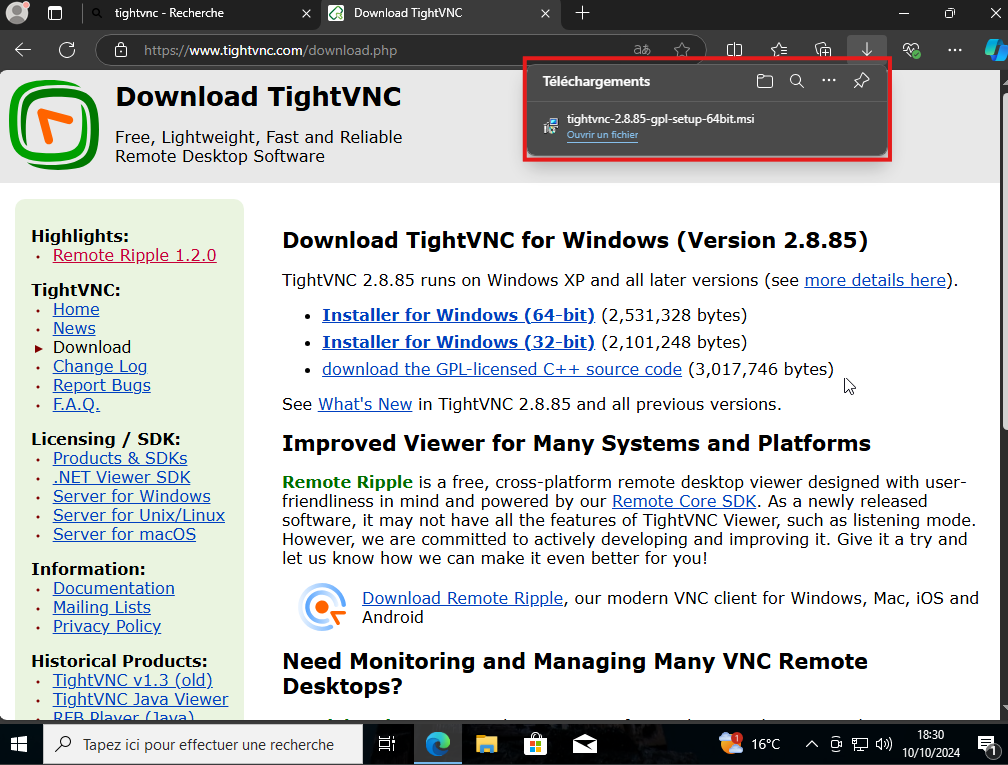 tightvnc - Recherche
Download TightVNC
https://www.tightvnc.com/download.php
Téléchargements
tightvnc-2.8.85-gpl-setup-64bit.msi
Ouvrir un fichier
Download TightVNC
Free, Lightweight, Fast and Reliable
Remote Desktop Software
Highlights:
Remote Ripple 1.2.0
TightVNC:
Home
News
Download
Change Log
Report Bugs
F.A.Q.
Licensing / SDK:
Products & SDKs
.NET Viewer SDK
Server for Windows
Server for Unix/Linux
Server for macOS
Information:
Documentation
Mailing Lists
Privacy Policy
Historical Products:
TightVNC v1.3 (old)
TightVNC Java Viewer
RFB Player (Java)
Download TightVNC for Windows (Version 2.8.85)
TightVNC 2.8.85 runs on Windows XP and all later versions (see more details here).
Installer for Windows (64-bit) (2,531,328 bytes)
Installer for Windows (32-bit) (2,101,248 bytes)
download the GPL-licensed C++ source code (3,017,746 bytes)
See What's New in TightVNC 2.8.85 and all previous versions.
Improved Viewer for Many Systems and Platforms
Remote Ripple is a free, cross-platform remote desktop viewer designed with user-
friendliness in mind and powered by our Remote Core SDK. As a newly released
software, it may not have all the features of TightVNC Viewer, such as listening mode.
However, we are committed to actively developing and improving it. Give it a try and
let us know how we can make it even better for you!
Download Remote Ripple, our modern VNC client for Windows, Mac, iOS and
Android
Need Monitoring and Managing Many VNC Remote
Desktops?
Tapez ici pour effectuer une recherche
16°C
18:30
10/10/2024
1